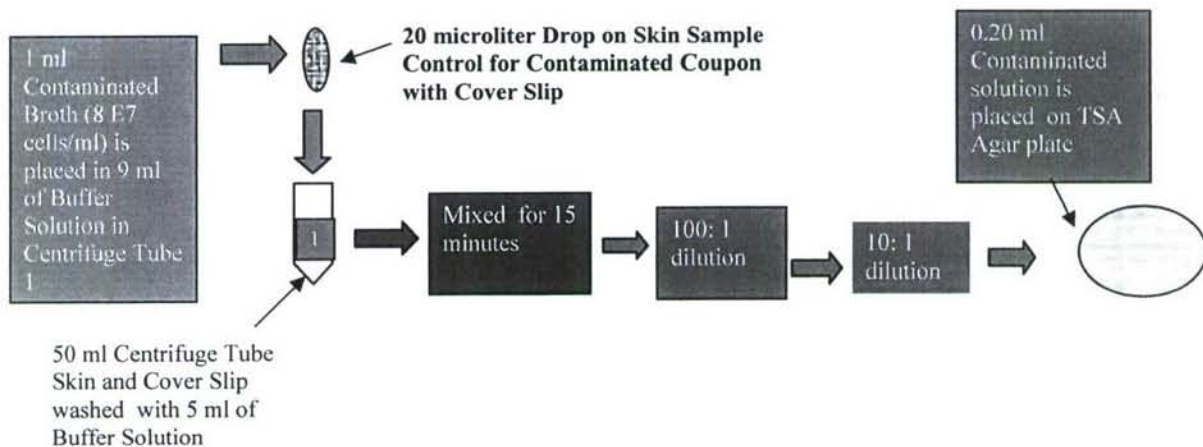 1 ml
Contaminated
Broth (8 E7
cells/ml) is
placed in 9 ml
of Buffer
Solution in
Centrifuge Tube
1
20 microliter Drop on Skin Sample
Control for Contaminated Coupon
with Cover Slip
0.20 ml
Contaminated
solution is
placed on TSA
Agar plate
1
Mixed for 15
minutes
100: 1
dilution
10: 1
dilution
50 ml Centrifuge Tube
Skin and Cover Slip
washed with 5 ml of
Buffer Solution